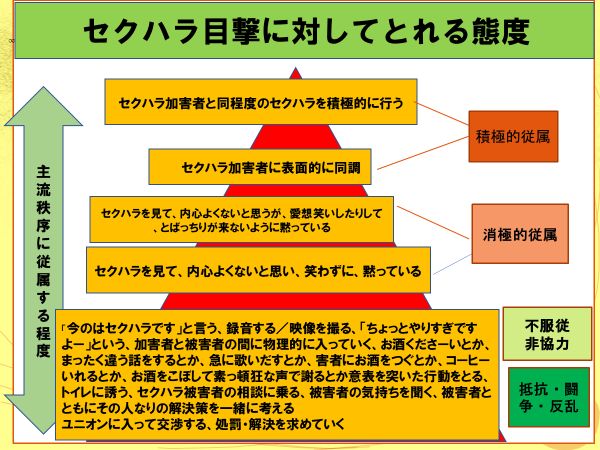 セクハラ目撃に対してとれる態度
主流秩序に従属する程度
セクハラ加害者と同程度のセクハラを積極的に行う
積極的従属
セクハラ加害者に表面的に同調
セクハラを見て、内心よくないと思うが、愛想笑いしたりして
、とばっちりが来ないように黙っている
消極的従属
セクハラを見て、内心よくないと思い、笑わずに、黙っている
「今のはセクハラです」と言う、録音する／映像を撮る、「ちょっとやりすぎです
よー」という、加害者と被害者の間に物理的に入っていく、お酒くださーいとか、
まったく違う話をするとか、急に歌いだすとか、害者にお酒をつぐとか、コーヒー
いれるとか、お酒をこぼして素っ頓狂な声で謝るとか意表を突いた行動をとる、
トイレに誘う、セクハラ被害者の相談に乗る、被害者の気持ちを聞く、被害者と
ともにその人なりの解決策を一緒に考える
ユニオンに入って交渉する、処罰・解決を求めていく
不服従
非協力
抵抗・闘
争・反乱